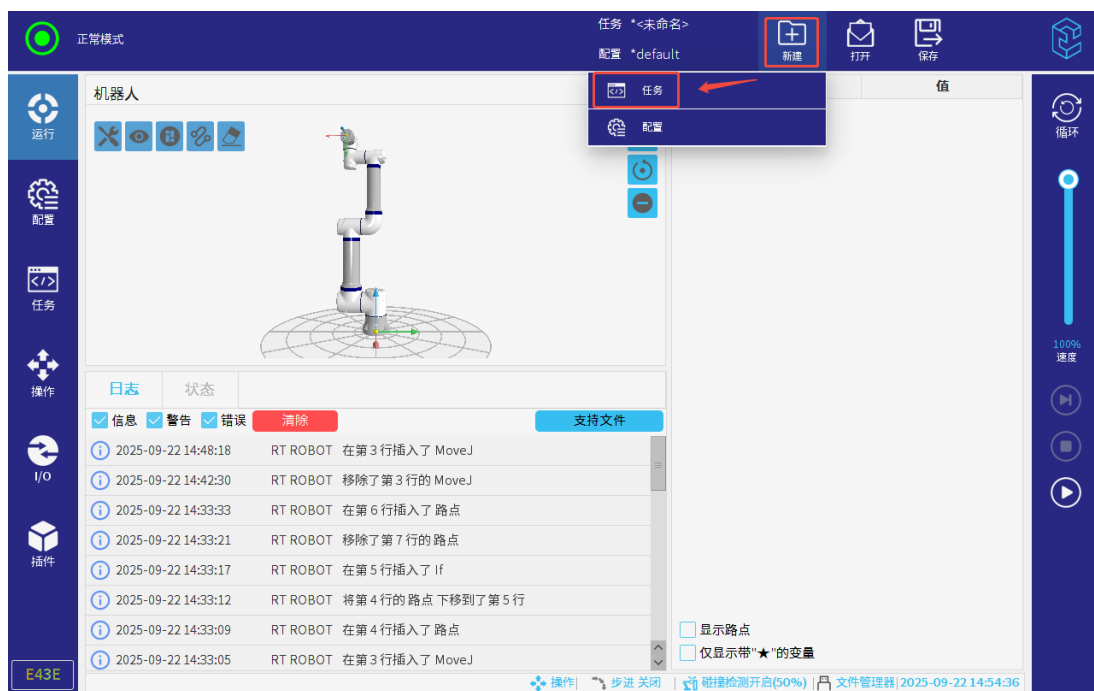 正常模式
任务 *<未命名>
配置 *default
新建
打开
保存
任务
配置
运行
配置
任务
操作
I/O
插件
E43E
机器人
值
日志
状态
信息
警告
错误
清除
支持文件
2025-09-22 14:48:18 RT ROBOT 在第3行插入了 MoveJ
2025-09-22 14:42:30 RT ROBOT 移除了第3行的 MoveJ
2025-09-22 14:33:33 RT ROBOT 在第6行插入了 路点
2025-09-22 14:33:21 RT ROBOT 移除了第7行的 路点
2025-09-22 14:33:17 RT ROBOT 在第5行插入了 If
2025-09-22 14:33:12 RT ROBOT 将第4行的 路点 下移到了第5行
2025-09-22 14:33:09 RT ROBOT 在第4行插入了 路点
2025-09-22 14:33:05 RT ROBOT 在第3行插入了 MoveJ
显示路点
仅显示带"★"的变量
循环
100%
速度
操作| 步进 关闭 | 碰撞检测开启(50%) | 文件管理器 | 2025-09-22 14:54:36